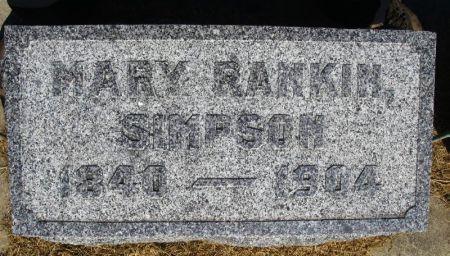 MARY RANKIN,
SIMPSON
1840 — 1904